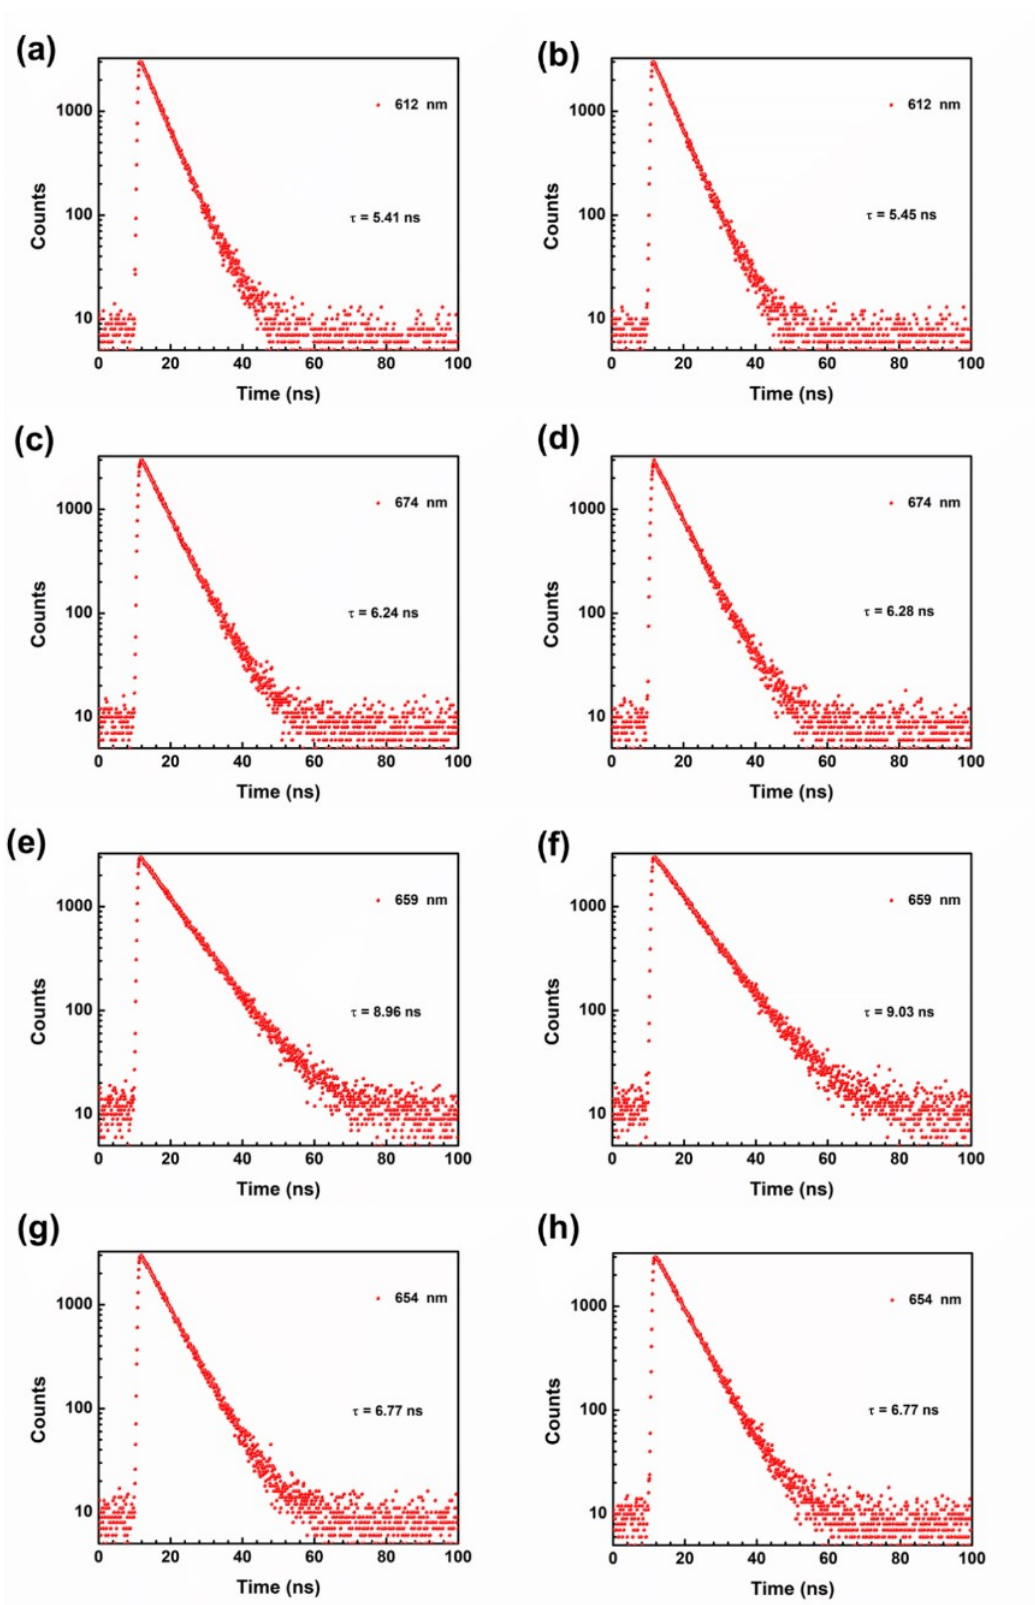 (a)
1000
100
10
Counts
612 nm
τ = 5.41 ns
0 20 40 60 80 100
Time (ns)
(b)
1000
100
10
Counts
612 nm
τ = 5.45 ns
0 20 40 60 80 100
Time (ns)
(c)
1000
100
10
Counts
674 nm
τ = 6.24 ns
0 20 40 60 80 100
Time (ns)
(d)
1000
100
10
Counts
674 nm
τ = 6.28 ns
0 20 40 60 80 100
Time (ns)
(e)
1000
100
10
Counts
659 nm
τ = 8.96 ns
0 20 40 60 80 100
Time (ns)
(f)
1000
100
10
Counts
659 nm
τ = 9.03 ns
0 20 40 60 80 100
Time (ns)
(g)
1000
100
10
Counts
654 nm
τ = 6.77 ns
0 20 40 60 80 100
Time (ns)
(h)
1000
100
10
Counts
654 nm
τ = 6.77 ns
0 20 40 60 80 100
Time (ns)